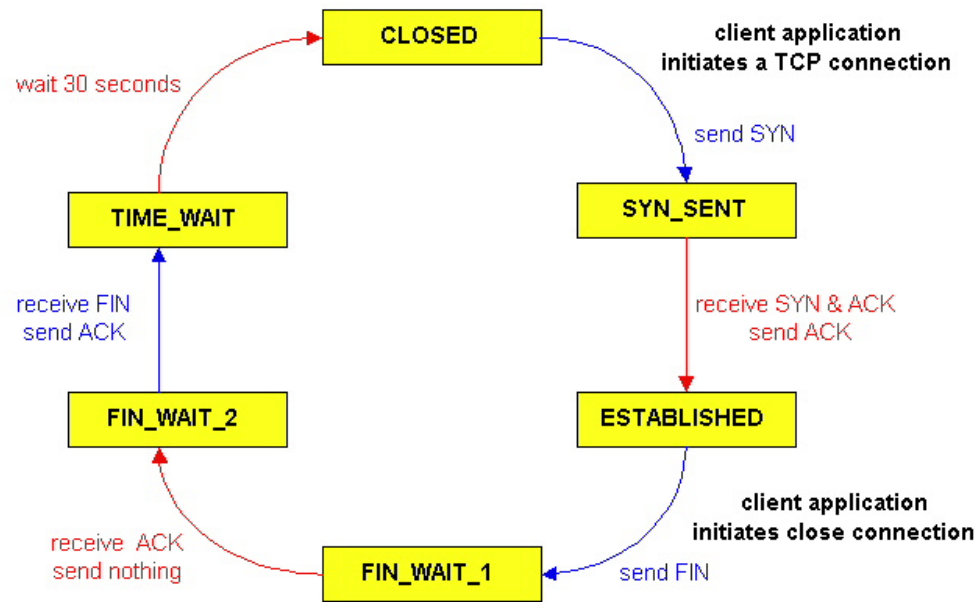 CLOSED
client application
initiates a TCP connection
wait 30 seconds
send SYN
TIME_WAIT
SYN_SENT
receive FIN
send ACK
receive SYN & ACK
send ACK
FIN_WAIT_2
ESTABLISHED
client application
initiates close connection
receive ACK
send nothing
FIN_WAIT_1
send FIN